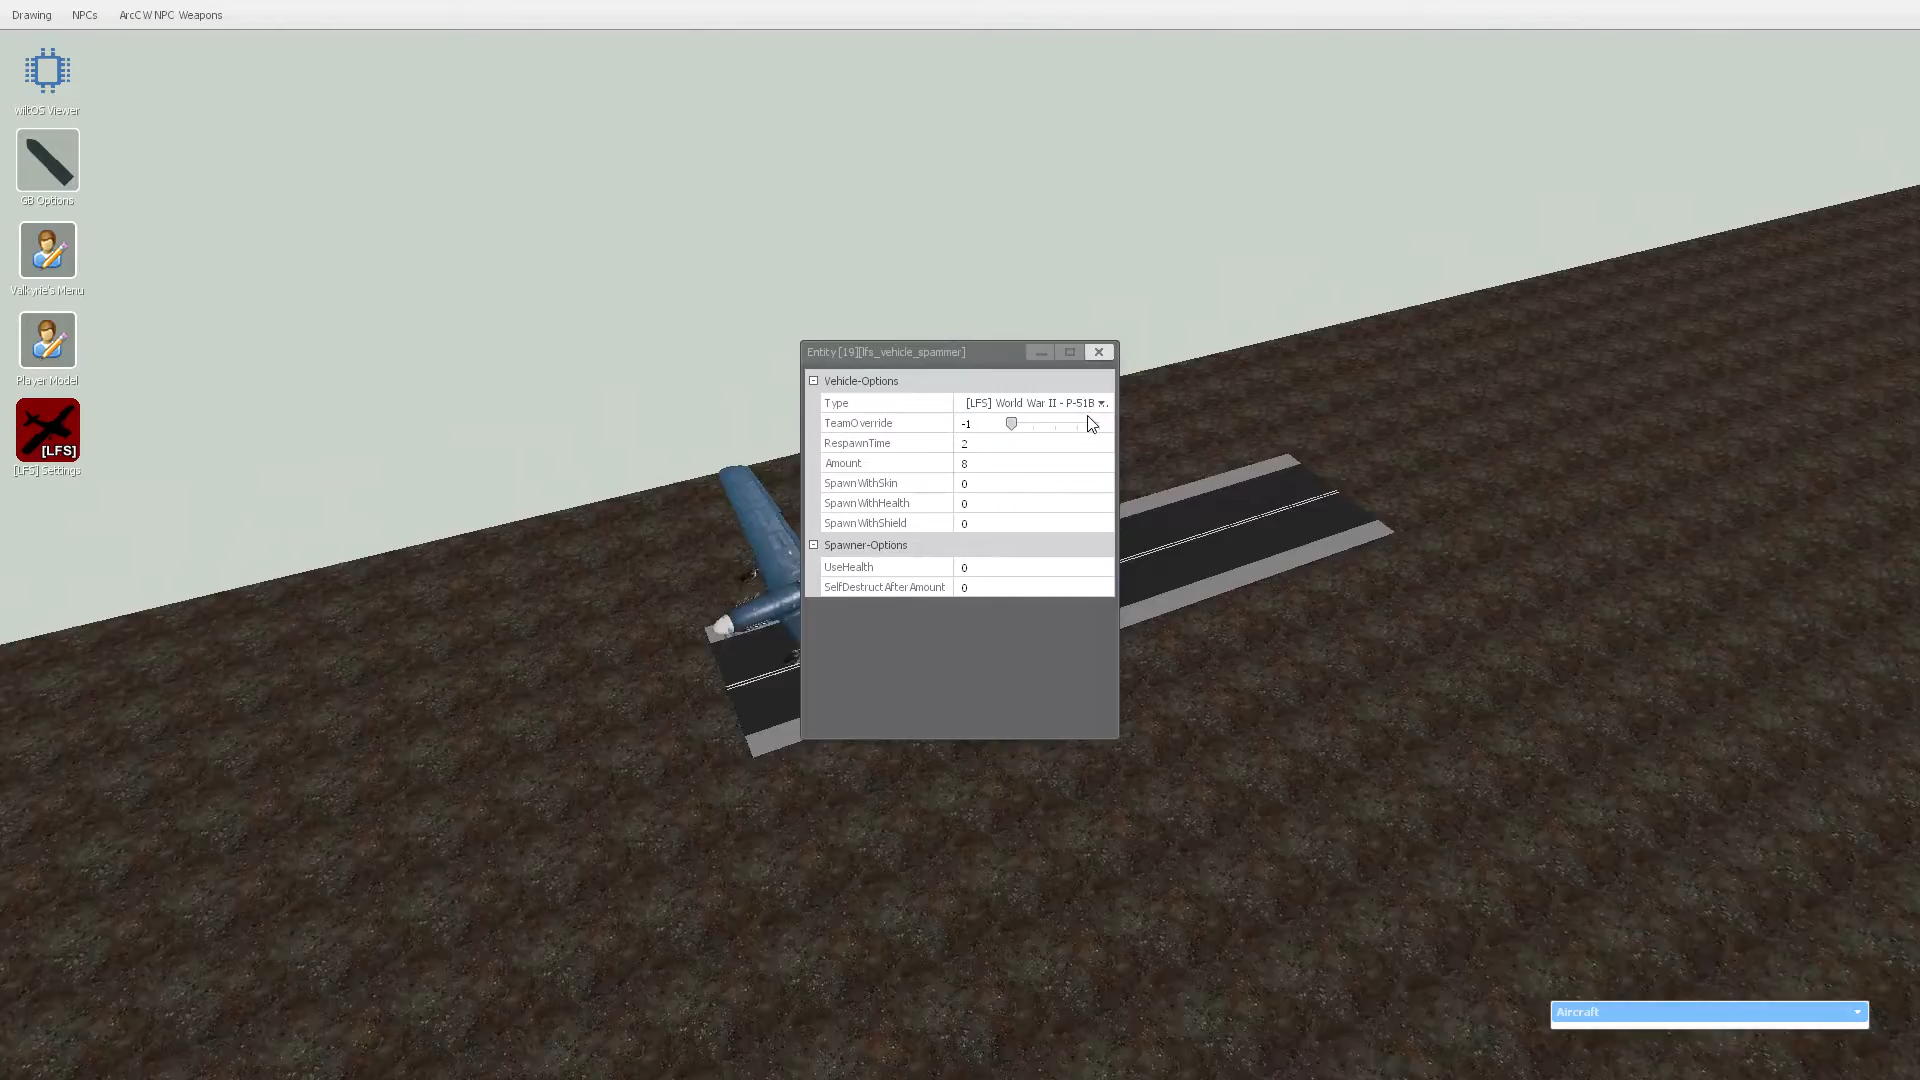 Drawing NPCs ArcCW NPC Weapons
wiltOS Viewer
GB Options
Valkyrie's Menu
Player Model
[LFS]
[LFS] Settings
Entity [19][lfs_vehicle_spammer]
Vehicle-Options
Type [LFS] World War II - P-51B ...
TeamOverride -1
RespawnTime 2
Amount 8
SpawnWithSkin 0
SpawnWithHealth 0
SpawnWithShield 0
Spawner-Options
UseHealth 0
SelfDestructAfterAmount 0
Aircraft